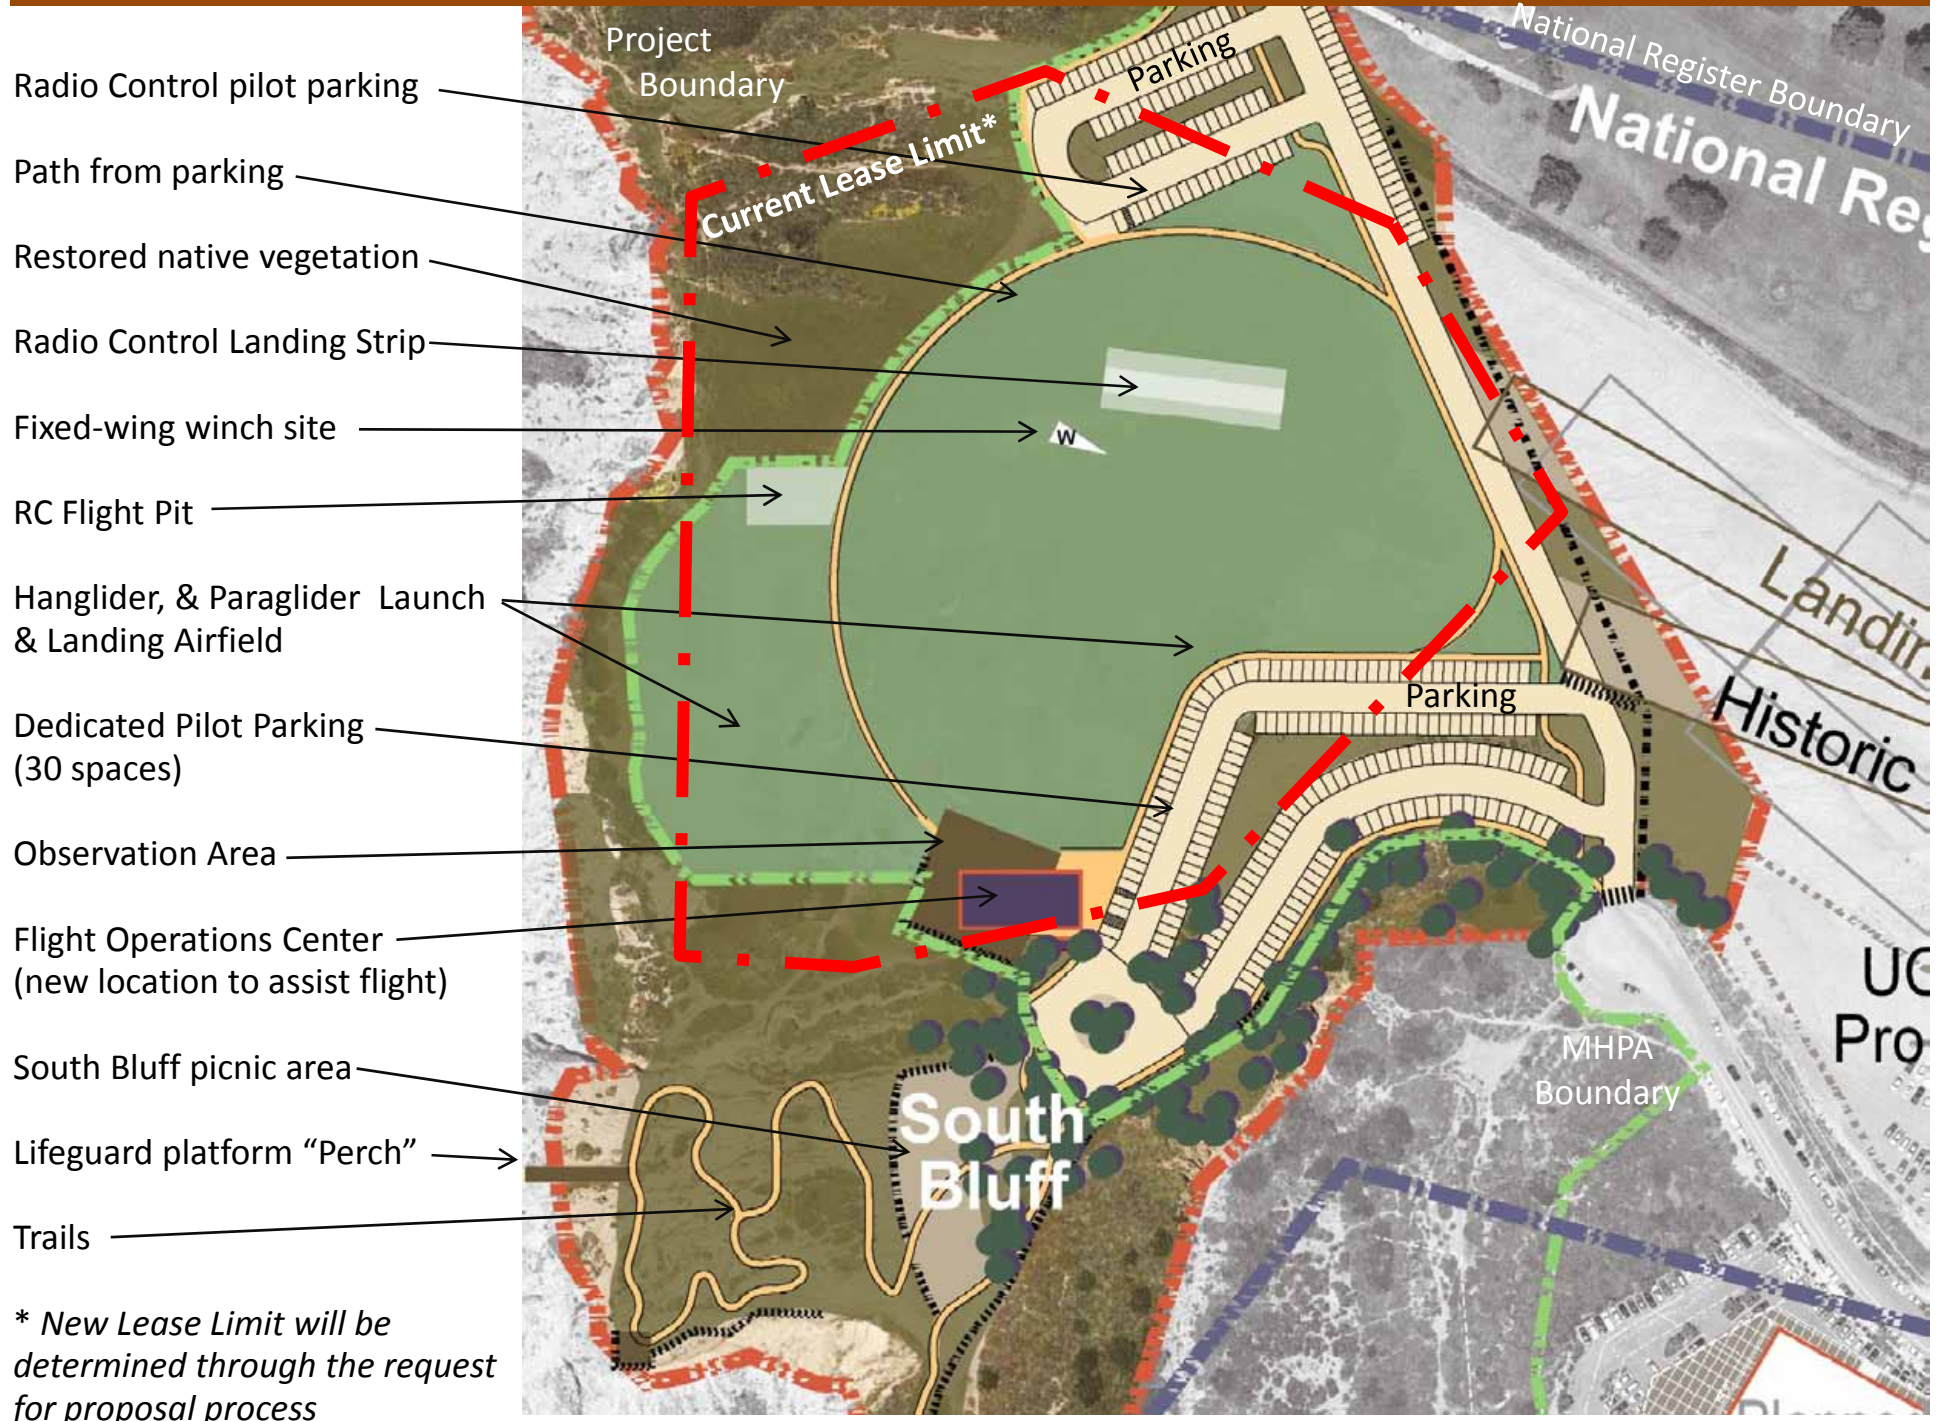 Radio Control pilot parking
Path from parking
Restored native vegetation
Radio Control Landing Strip
Fixed-wing winch site
RC Flight Pit
Hanglider, & Paraglider Launch
& Landing Airfield
Dedicated Pilot Parking
(30 spaces)
Observation Area
Flight Operations Center
(new location to assist flight)
South Bluff picnic area
Lifeguard platform “Perch”
Trails
* New Lease Limit will be
determined through the request
for proposal process
Project
Boundary
Current Lease Limit*
Parking
National Register Boundary
National Reg
W
Landin
Historic
Parking
UC
Pro
MHPA
Boundary
South
Bluff